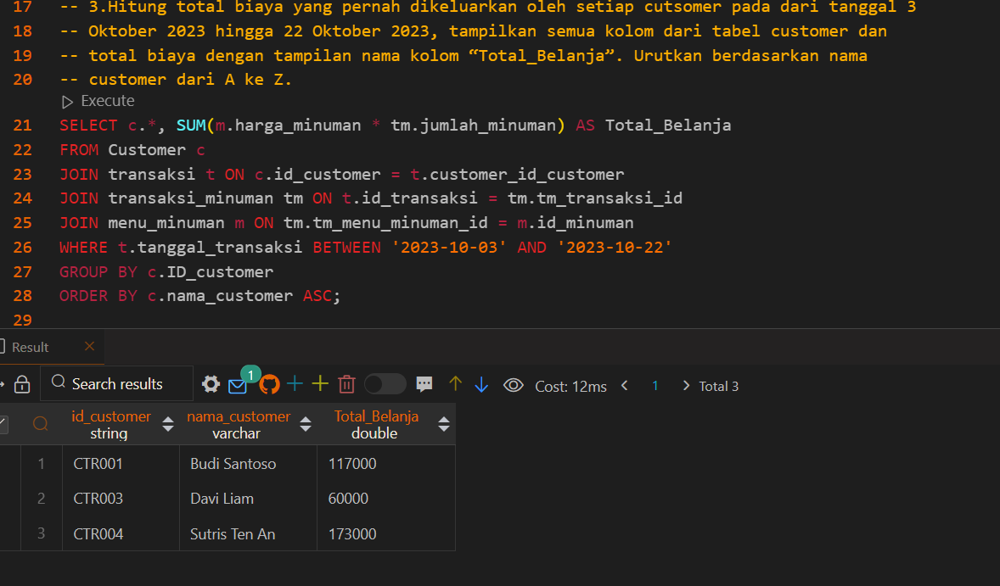 17 -- 3.Hitung total biaya yang pernah dikeluarkan oleh setiap cutsomer pada dari tanggal 3
18 -- Oktober 2023 hingga 22 Oktober 2023, tampilkan semua kolom dari tabel customer dan
19 -- total biaya dengan tampilan nama kolom “Total_Belanja”. Urutkan berdasarkan nama
20 -- customer dari A ke Z.
Execute
21 SELECT c.*, SUM(m.harga_minuman * tm.jumlah_minuman) AS Total_Belanja
22 FROM Customer c
23 JOIN transaksi t ON c.id_customer = t.customer_id_customer
24 JOIN transaksi_minuman tm ON t.id_transaksi = tm.tm_transaksi_id
25 JOIN menu_minuman m ON tm.tm_menu_minuman_id = m.id_minuman
26 WHERE t.tanggal_transaksi BETWEEN '2023-10-03' AND '2023-10-22'
27 GROUP BY c.ID_customer
28 ORDER BY c.nama_customer ASC;
29
Result
Search results 1 Cost: 12ms < 1 > Total 3
id_customer nama_customer Total_Belanja
string varchar double
1 CTR001 Budi Santoso 117000
2 CTR003 Davi Liam 60000
3 CTR004 Sutris Ten An 173000